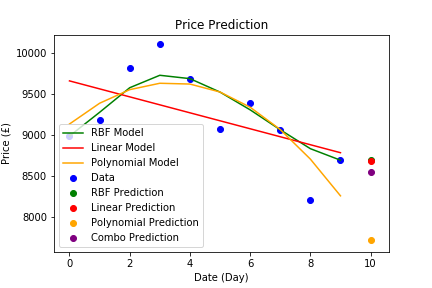 Price Prediction
Price (£)
10000
9500
9000
8500
8000
RBF Model
Linear Model
Polynomial Model
Data
RBF Prediction
Linear Prediction
Polynomial Prediction
Combo Prediction
0 2 4 6 8 10
Date (Day)